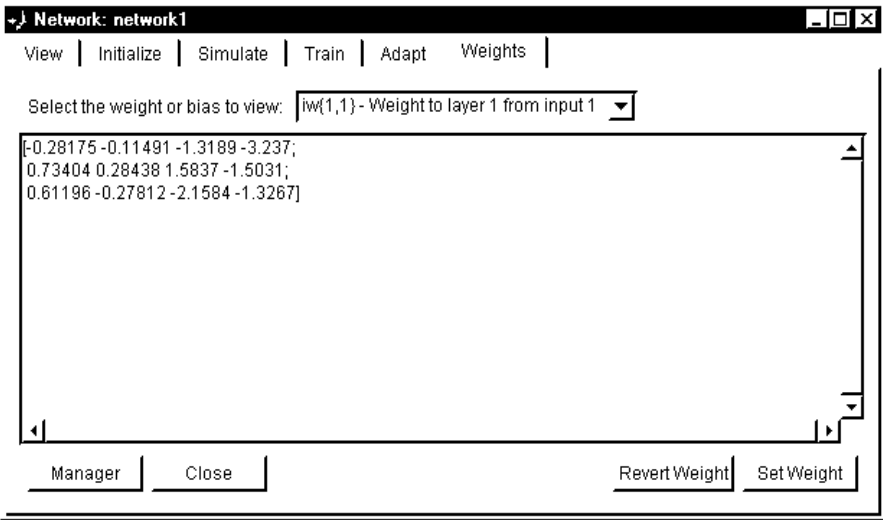 Network: network1
View Initialize Simulate Train Adapt Weights
Select the weight or bias to view: iw{1,1} - Weight to layer 1 from input 1
[-0.28175 -0.11491 -1.3189 -3.237;
0.73404 0.28438 1.5837 -1.5031;
0.61196 -0.27812 -2.1584 -1.3267]
Manager Close Revert Weight Set Weight